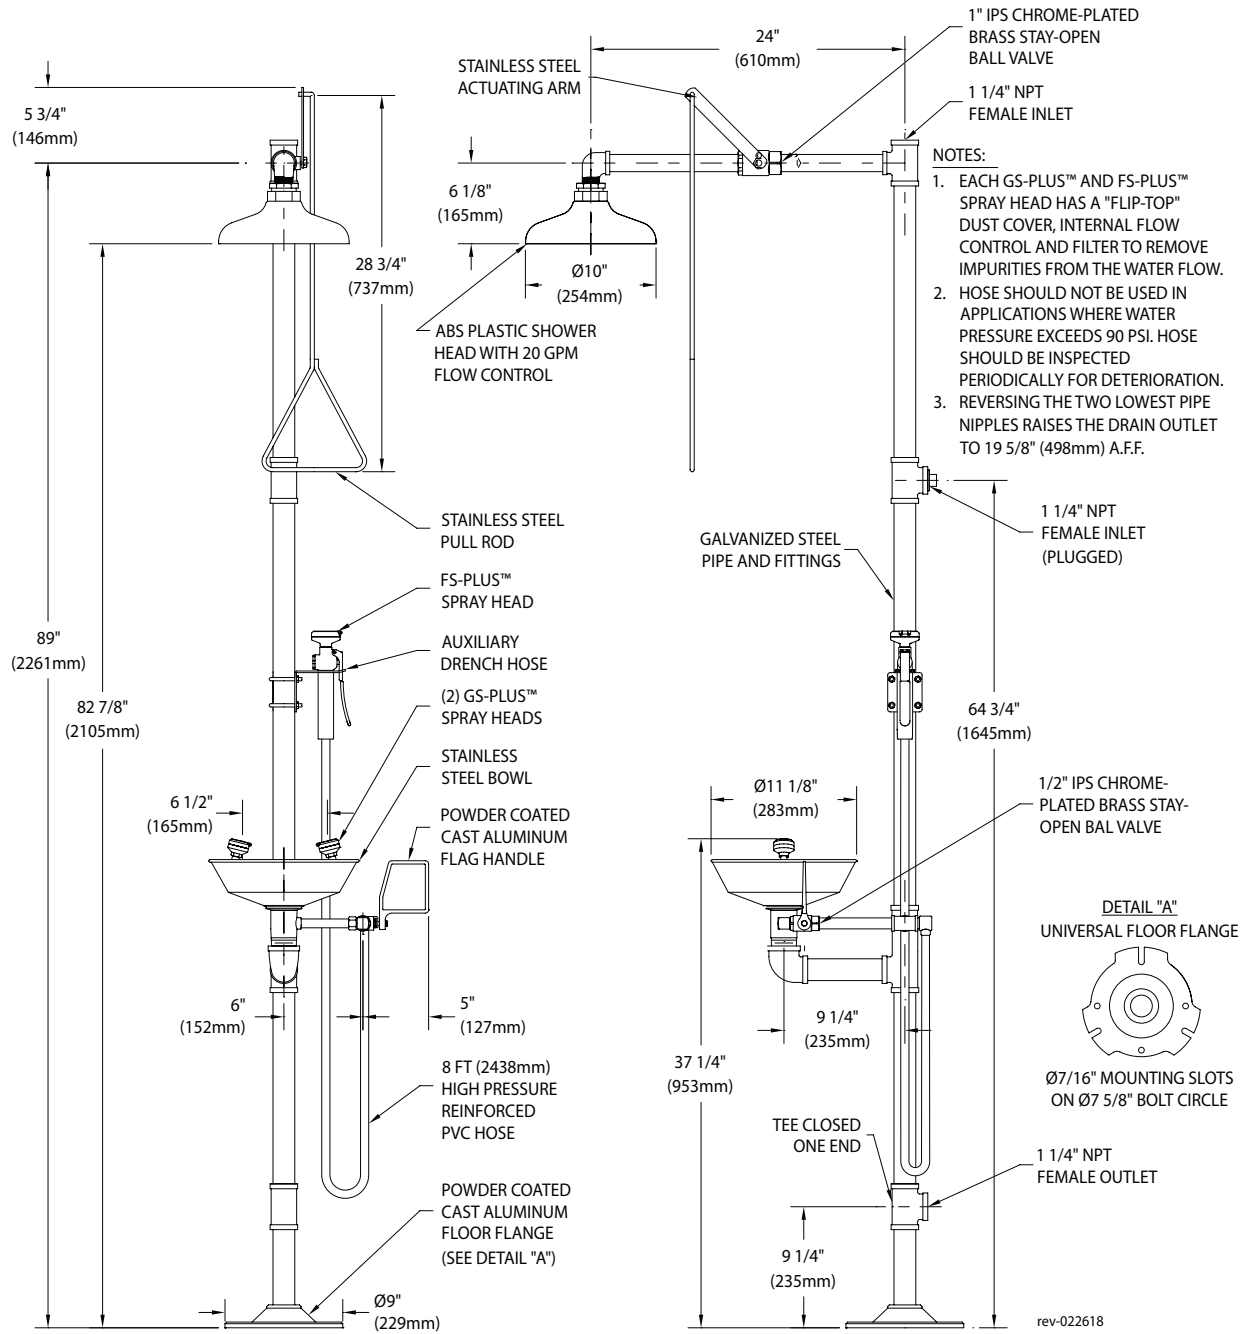 1" IPS CHROME-PLATED
BRASS STAY-OPEN
BALL VALVE
24"
(610mm)
STAINLESS STEEL
ACTUATING ARM
1 1/4" NPT
FEMALE INLET
5 3/4"
(146mm)
NOTES:
1. EACH GS-PLUS™ AND FS-PLUS™
SPRAY HEAD HAS A "FLIP-TOP"
DUST COVER, INTERNAL FLOW
CONTROL AND FILTER TO REMOVE
IMPURITIES FROM THE WATER FLOW.
2. HOSE SHOULD NOT BE USED IN
APPLICATIONS WHERE WATER
PRESSURE EXCEEDS 90 PSI. HOSE
SHOULD BE INSPECTED
PERIODICALLY FOR DETERIORATION.
3. REVERSING THE TWO LOWEST PIPE
NIPPLES RAISES THE DRAIN OUTLET
TO 19 5/8" (498mm) A.F.F.
6 1/8"
(165mm)
28 3/4"
(737mm)
Ø10"
(254mm)
ABS PLASTIC SHOWER
HEAD WITH 20 GPM
FLOW CONTROL
STAINLESS STEEL
PULL ROD
GALVANIZED STEEL
PIPE AND FITTINGS
1 1/4" NPT
FEMALE INLET
(PLUGGED)
FS-PLUS™
SPRAY HEAD
89"
(2261mm)
AUXILIARY
DRENCH HOSE
82 7/8"
(2105mm)
(2) GS-PLUS™
SPRAY HEADS
64 3/4"
(1645mm)
STAINLESS
STEEL BOWL
6 1/2"
(165mm)
POWDER COATED
CAST ALUMINUM
FLAG HANDLE
Ø11 1/8"
(283mm)
1/2" IPS CHROME-
PLATED BRASS STAY-
OPEN BAL VALVE
DETAIL "A"
UNIVERSAL FLOOR FLANGE
6"
(152mm)
5"
(127mm)
9 1/4"
(235mm)
37 1/4"
(953mm)
8 FT (2438mm)
HIGH PRESSURE
REINFORCED
PVC HOSE
Ø7/16" MOUNTING SLOTS
ON Ø7 5/8" BOLT CIRCLE
TEE CLOSED
ONE END
1 1/4" NPT
FEMALE OUTLET
POWDER COATED
CAST ALUMINUM
FLOOR FLANGE
(SEE DETAIL "A")
9 1/4"
(235mm)
Ø9"
(229mm)
rev-022618